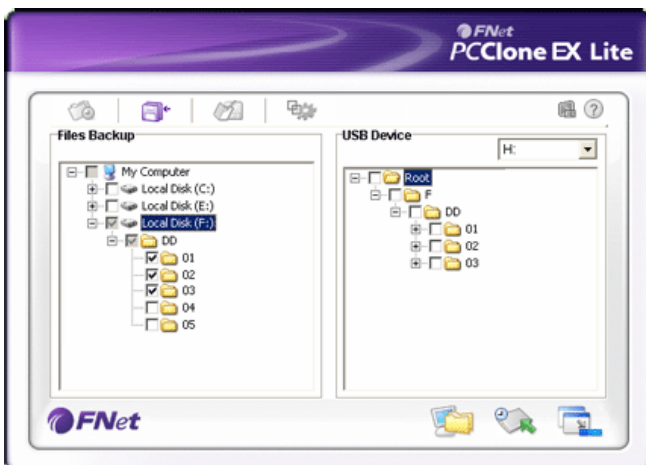 FNet
PCClone EX Lite
Files Backup
My Computer
Local Disk (C:)
Local Disk (E:)
Local Disk (F:)
DD
01
02
03
04
05
USB Device
H:
Root
F
DD
01
02
03
FNet